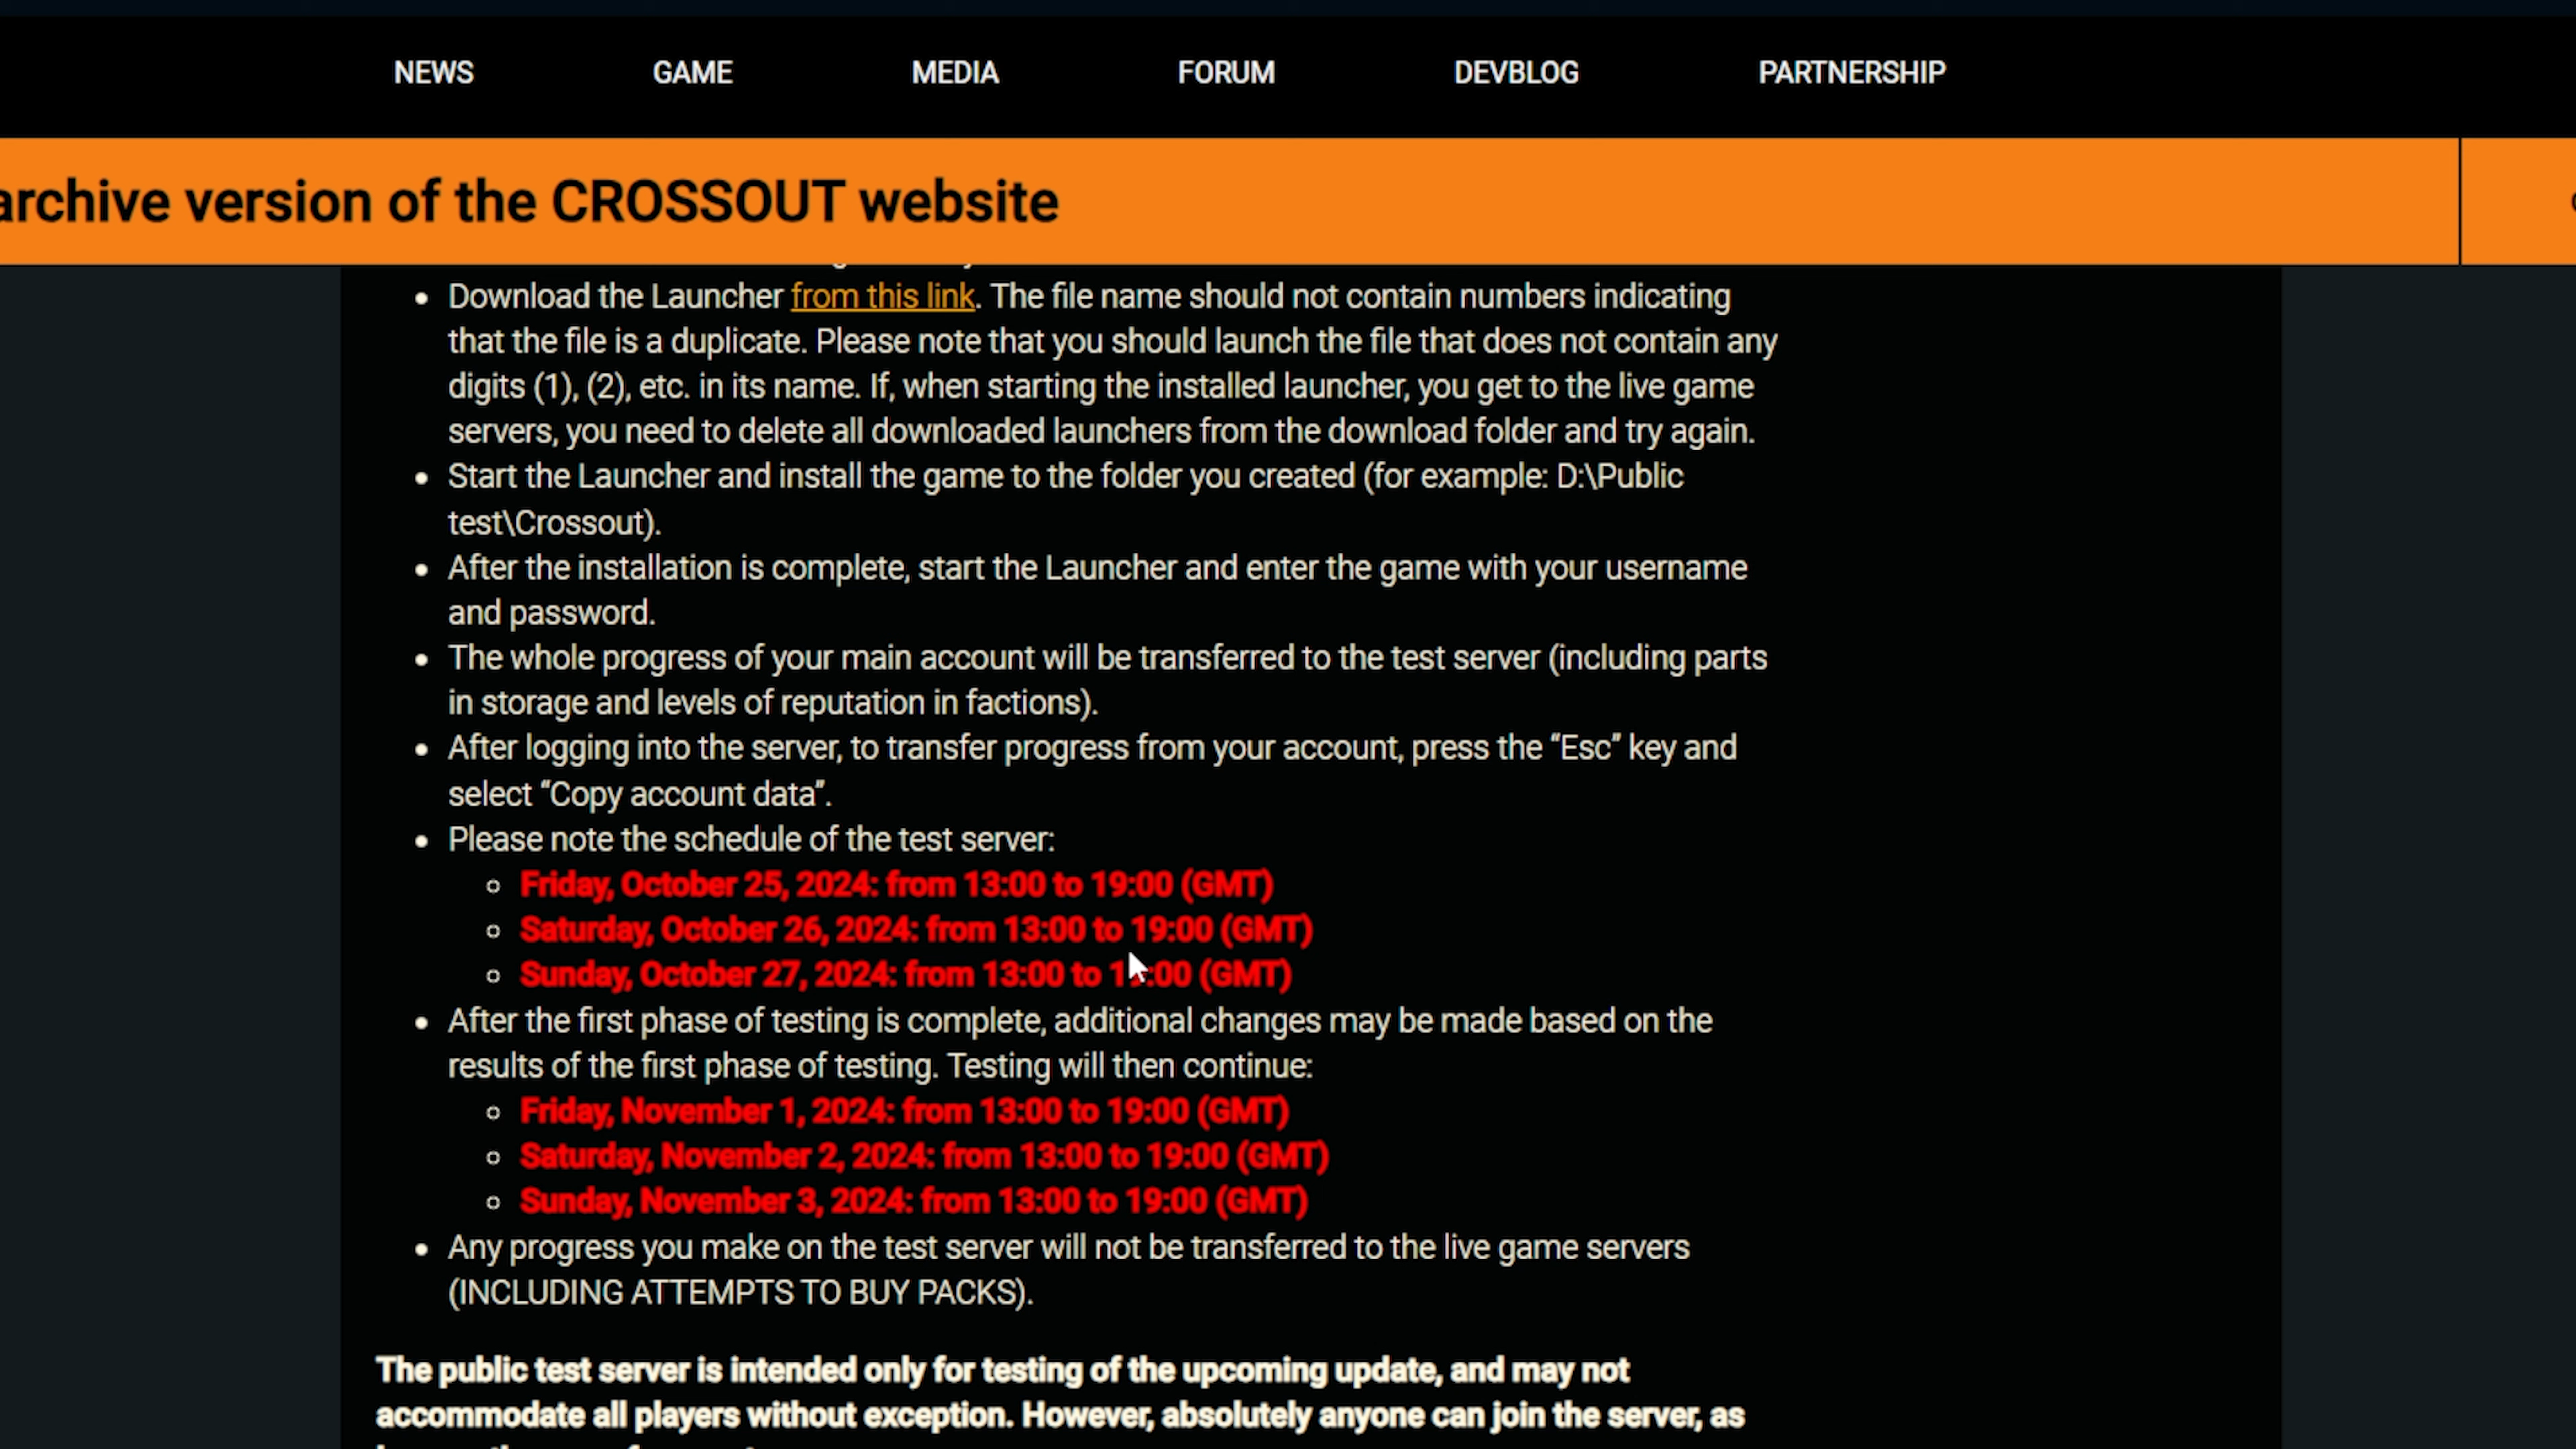 NEWS GAME MEDIA FORUM DEVBLOG PARTNERSHIP
archive version of the CROSSOUT website
Download the Launcher from this link. The file name should not contain numbers indicating
that the file is a duplicate. Please note that you should launch the file that does not contain any
digits (1), (2), etc. in its name. If, when starting the installed launcher, you get to the live game
servers, you need to delete all downloaded launchers from the download folder and try again.
Start the Launcher and install the game to the folder you created (for example: D:\Public
test\Crossout).
After the installation is complete, start the Launcher and enter the game with your username
and password.
The whole progress of your main account will be transferred to the test server (including parts
in storage and levels of reputation in factions).
After logging into the server, to transfer progress from your account, press the “Esc” key and
select “Copy account data”.
Please note the schedule of the test server:
Friday, October 25, 2024: from 13:00 to 19:00 (GMT)
Saturday, October 26, 2024: from 13:00 to 19:00 (GMT)
Sunday, October 27, 2024: from 13:00 to (GMT)
After the first phase of testing is complete, additional changes may be made based on the
results of the first phase of testing. Testing will then continue:
Friday, November 1, 2024: from 13:00 to 19:00 (GMT)
Saturday, November 2, 2024: from 13:00 to 19:00 (GMT)
Sunday, November 3, 2024: from 13:00 to 19:00 (GMT)
Any progress you make on the test server will not be transferred to the live game servers
(INCLUDING ATTEMPTS TO BUY PACKS).
The public test server is intended only for testing of the upcoming update, and may not
accommodate all players without exception. However, absolutely anyone can join the server, as